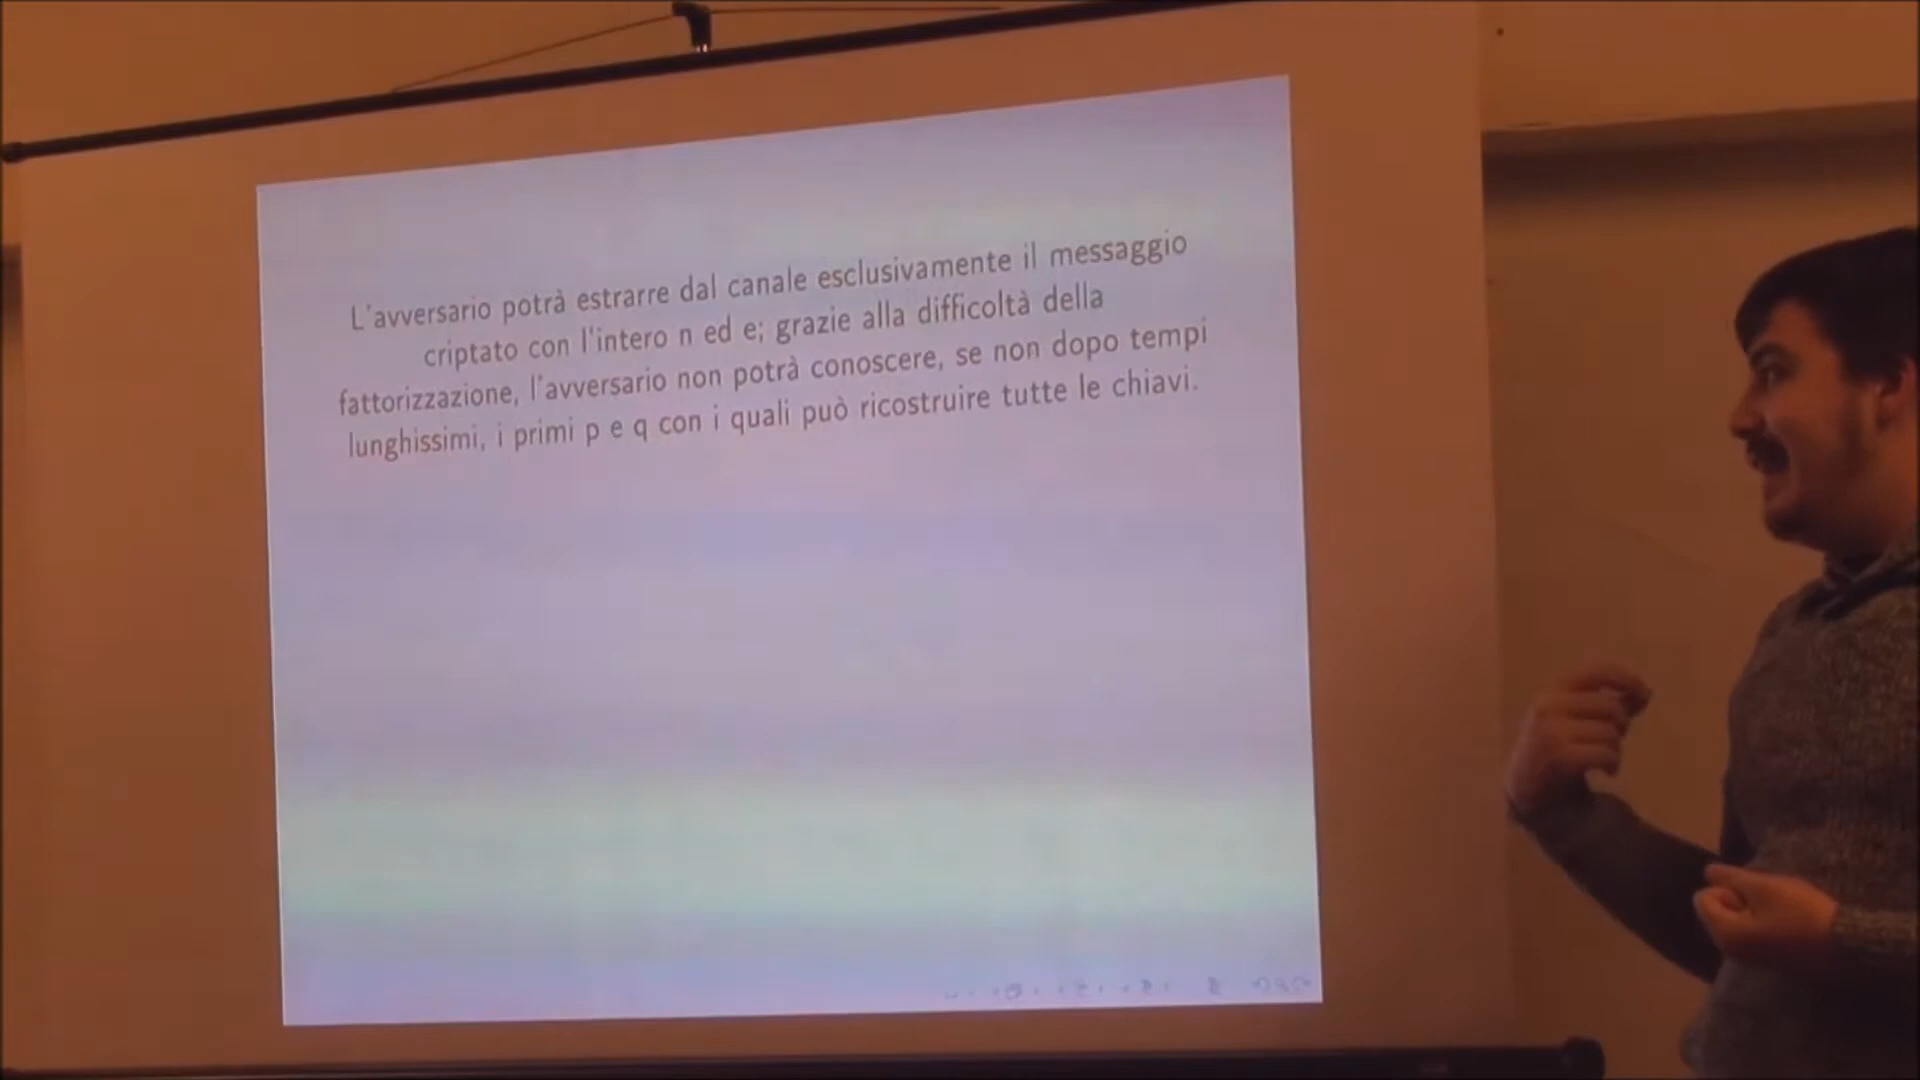 L'avversario potrà estrarre dal canale esclusivamente il messaggio
criptato con l'intero n ed e; grazie alla difficoltà della
fattorizzazione, l'avversario non potrà conoscere, se non dopo tempi
lunghissimi, i primi p e q con i quali può ricostruire tutte le chiavi.